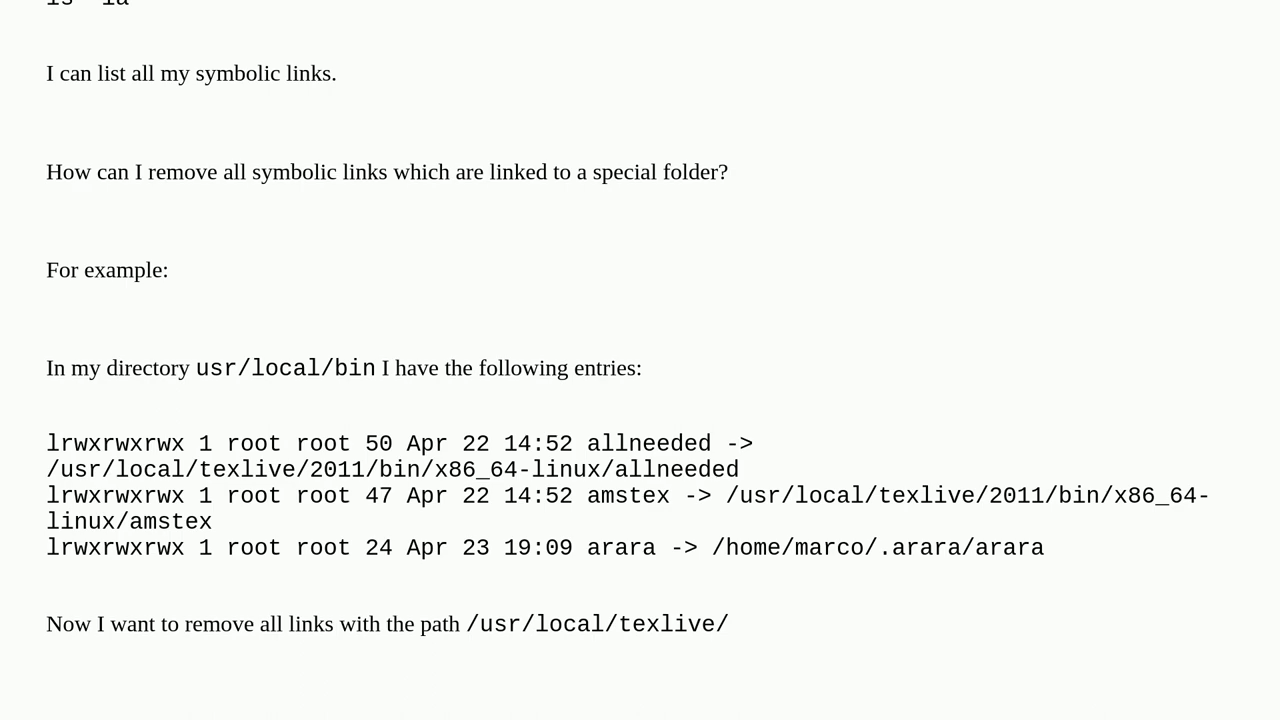 ls -la
I can list all my symbolic links.
How can I remove all symbolic links which are linked to a special folder?
For example:
In my directory usr/local/bin I have the following entries:
lrwxrwxrwx 1 root root 50 Apr 22 14:52 allneeded ->
/usr/local/texlive/2011/bin/x86_64-linux/allneeded
lrwxrwxrwx 1 root root 47 Apr 22 14:52 amstex -> /usr/local/texlive/2011/bin/x86_64-
linux/amstex
lrwxrwxrwx 1 root root 24 Apr 23 19:09 arara -> /home/marco/.arara/arara
Now I want to remove all links with the path /usr/local/texlive/